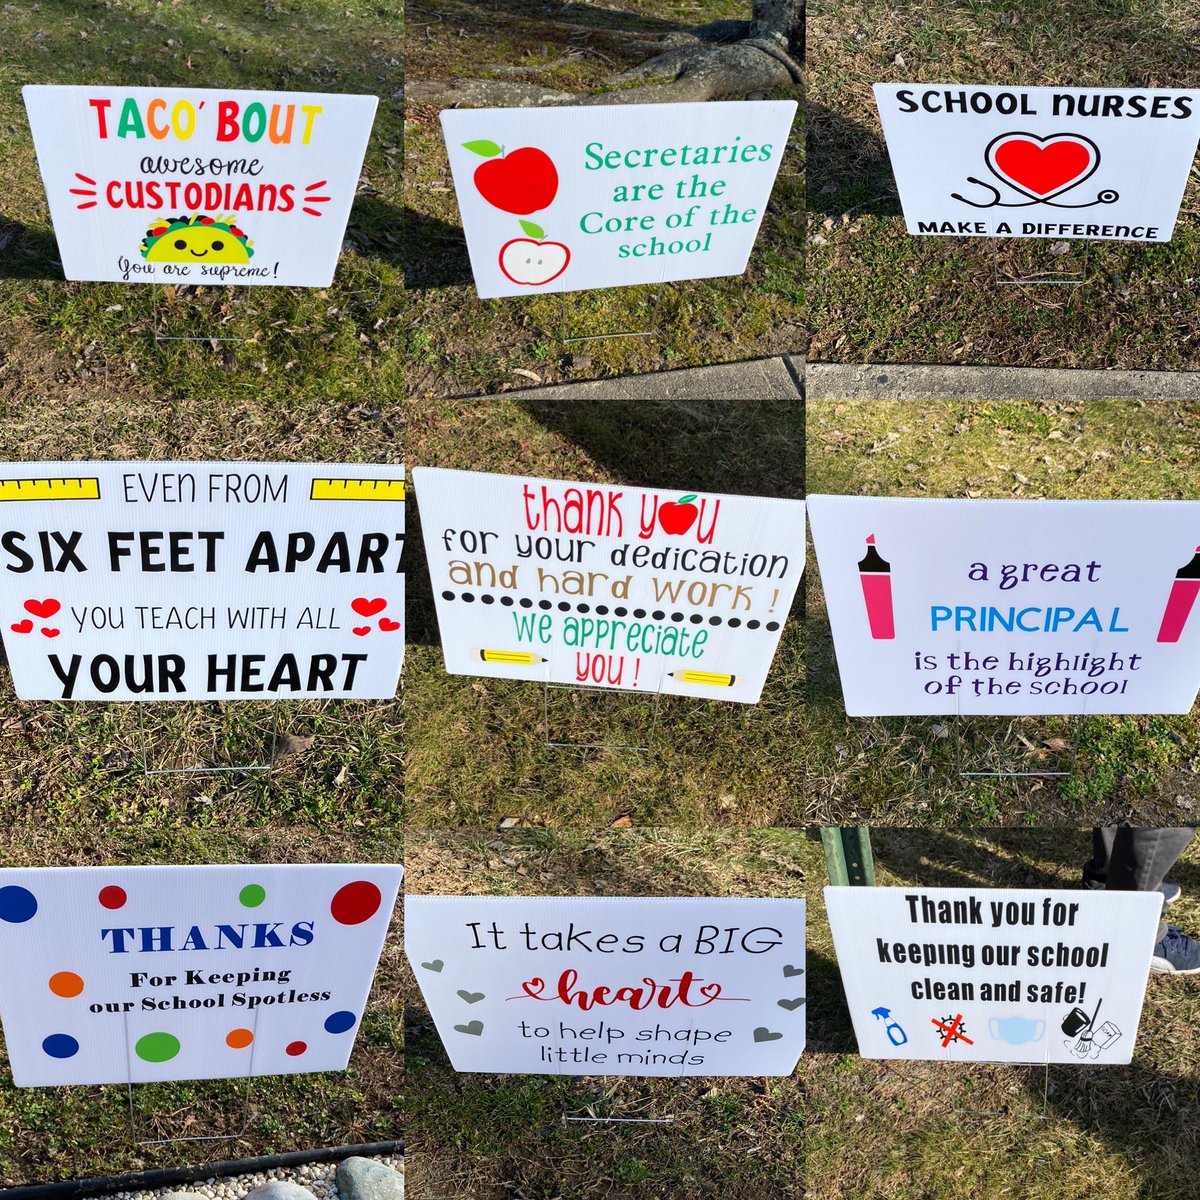 TACO' BOUT
awesome
CUSTODIANS
You are supreme!
Secretaries
are the
Core of the
school
SCHOOL NURSES
MAKE A DIFFERENCE
EVEN FROM
SIX FEET APART
YOU TEACH WITH ALL
YOUR HEART
thank you
for your dedication
and hard work!
We appreciate
you!
a great
PRINCIPAL
is the highlight
of the school
THANKS
For Keeping
our School Spotless
It takes a BIG
heart
to help shape
little minds
Thank you for
keeping our school
clean and safe!